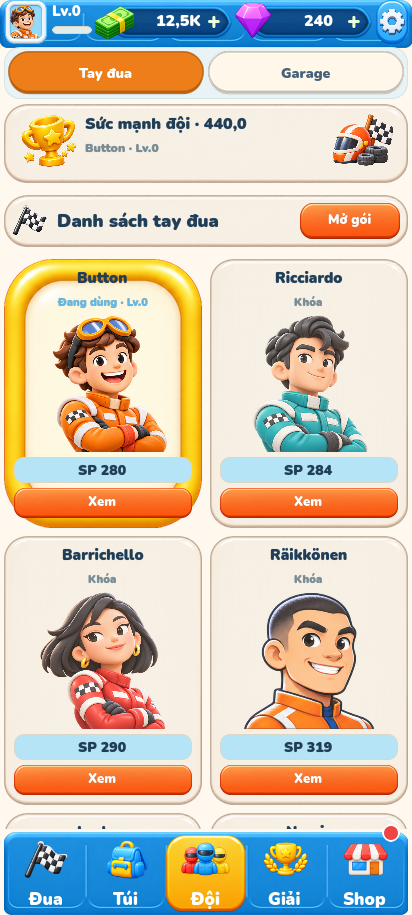 Lv.0
12,5K +
240 +
Tay đua
Garage
Sức mạnh đội · 440,0
Button · Lv.0
Danh sách tay đua
Mở gói
Button
Đang dùng · Lv.0
SP 280
Xem
Ricciardo
Khóa
SP 284
Xem
Barrichello
Khóa
SP 290
Xem
Räikkönen
Khóa
SP 319
Xem
Đua
Túi
Đội
Giải
Shop